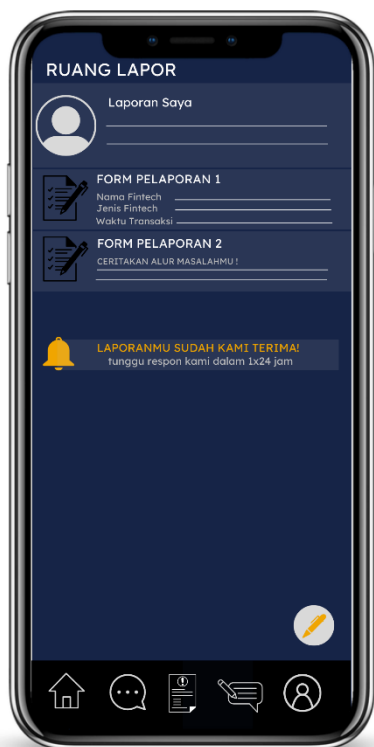 RUANG LAPOR
Laporan Saya
FORM PELAPORAN 1
Nama Fintech
Jenis Fintech
Waktu Transaksi
FORM PELAPORAN 2
CERITAKAN ALUR MASALAHMU !
LAPORANMU SUDAH KAMI TERIMA!
tunggu respon kami dalam 1x24 jam